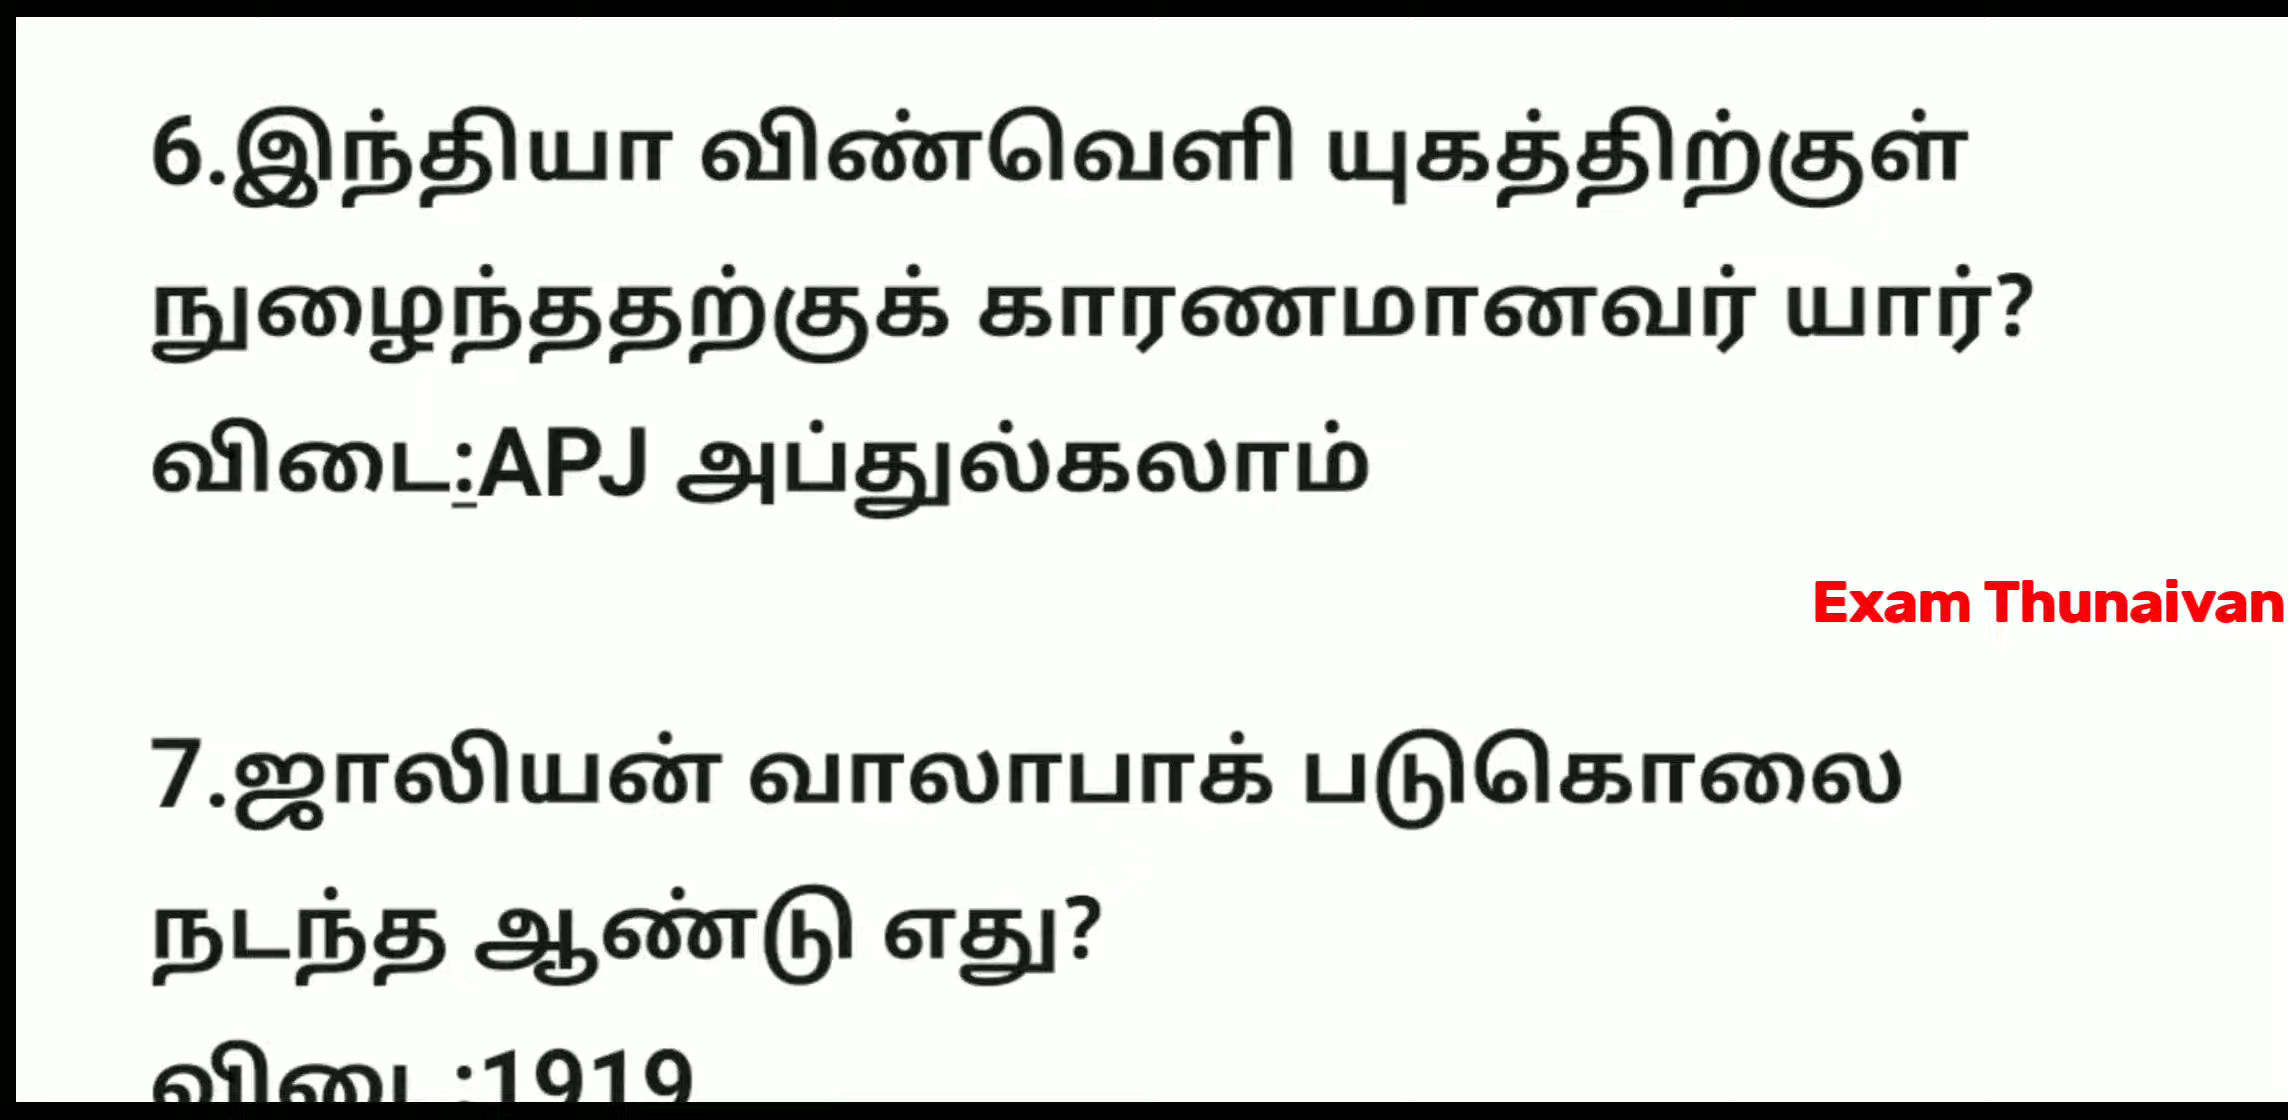 6.இந்தியா விண்வெளி யுகத்திற்குள்
நுழைந்ததற்குக் காரணமானவர் யார்?
விடை:APJ அப்துல்கலாம்
Exam Thunaivan
7.ஜாலியன் வாலாபாக் படுகொலை
நடந்த ஆண்டு எது?
விடை:1919